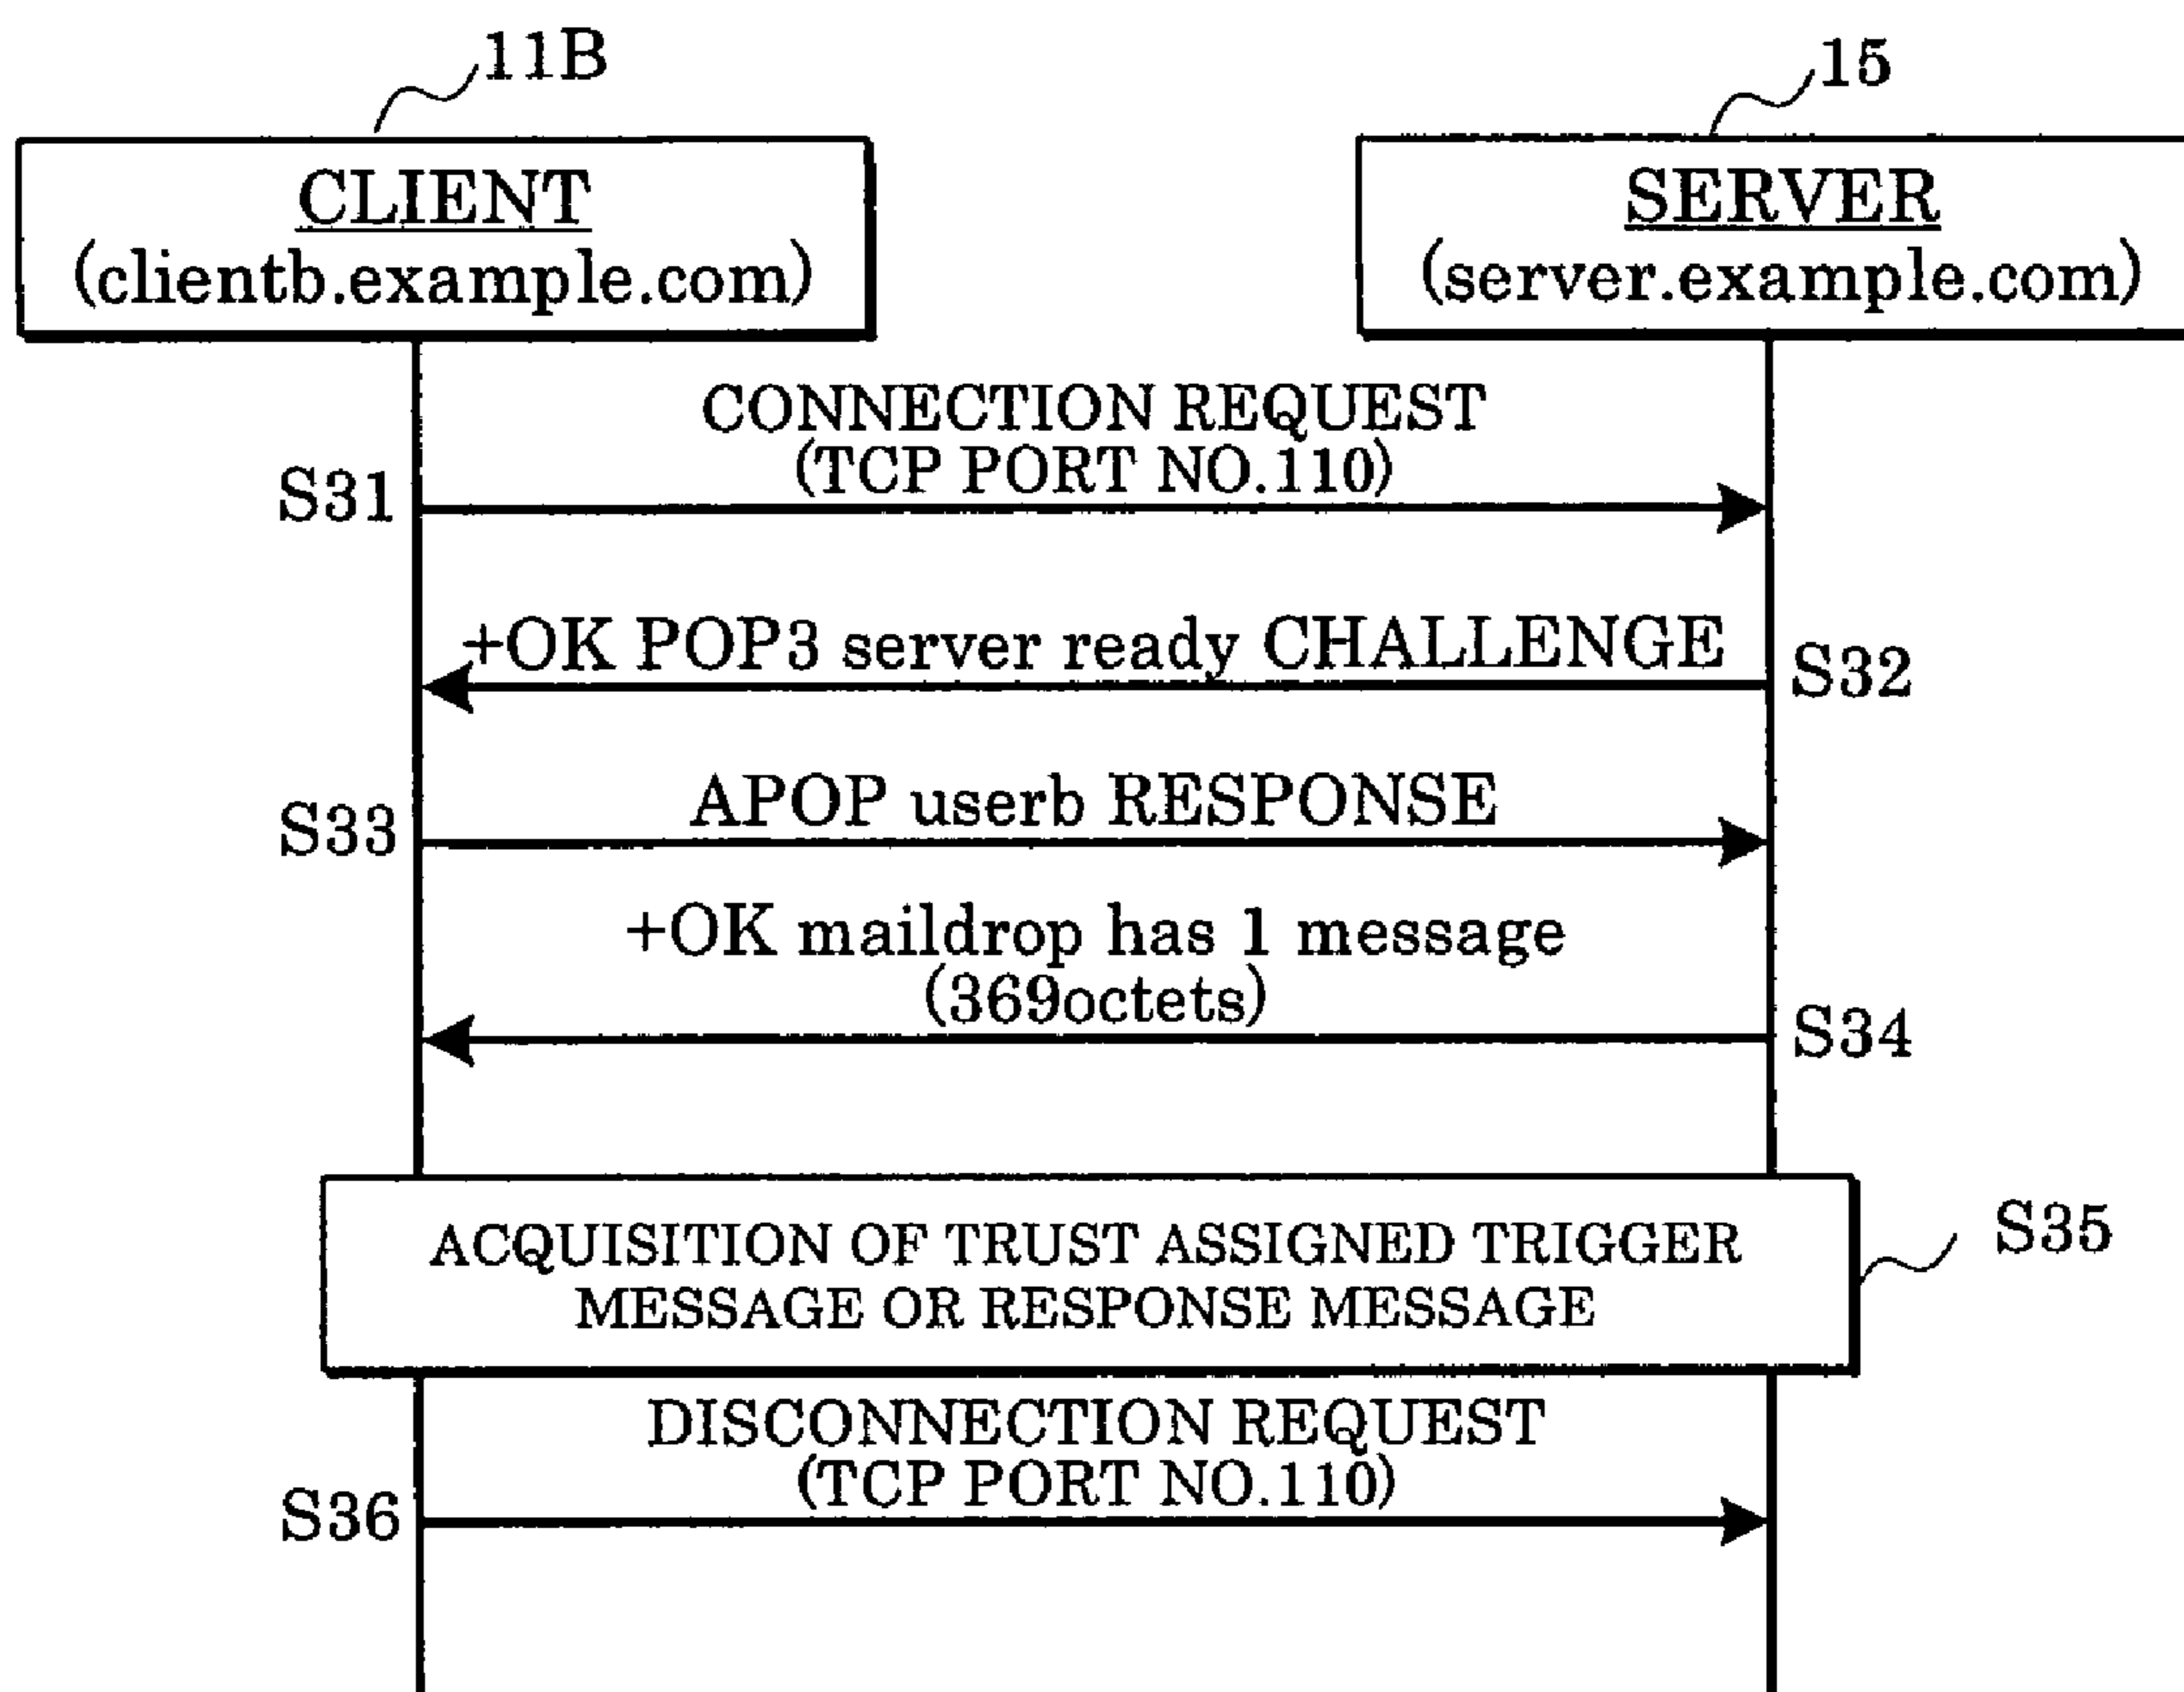 11B
15
CLIENT
(clientb.example.com)
SERVER
(server.example.com)
CONNECTION REQUEST
(TCP PORT NO.110)
S31
+OK POP3 server ready CHALLENGE
S32
APOP userb RESPONSE
S33
+OK maildrop has 1 message
(369octets)
S34
ACQUISITION OF TRUST ASSIGNED TRIGGER
MESSAGE OR RESPONSE MESSAGE
S35
DISCONNECTION REQUEST
(TCP PORT NO.110)
S36